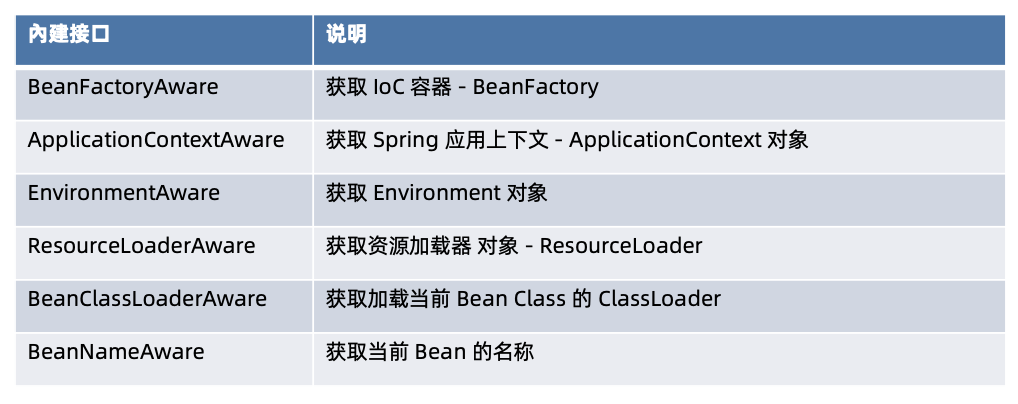 內建接口 说明
BeanFactoryAware 获取 IoC 容器 - BeanFactory
ApplicationContextAware 获取 Spring 应用上下文 - ApplicationContext 对象
EnvironmentAware 获取 Environment 对象
ResourceLoaderAware 获取资源加载器 对象 - ResourceLoader
BeanClassLoaderAware 获取加载当前 Bean Class 的 ClassLoader
BeanNameAware 获取当前 Bean 的名称